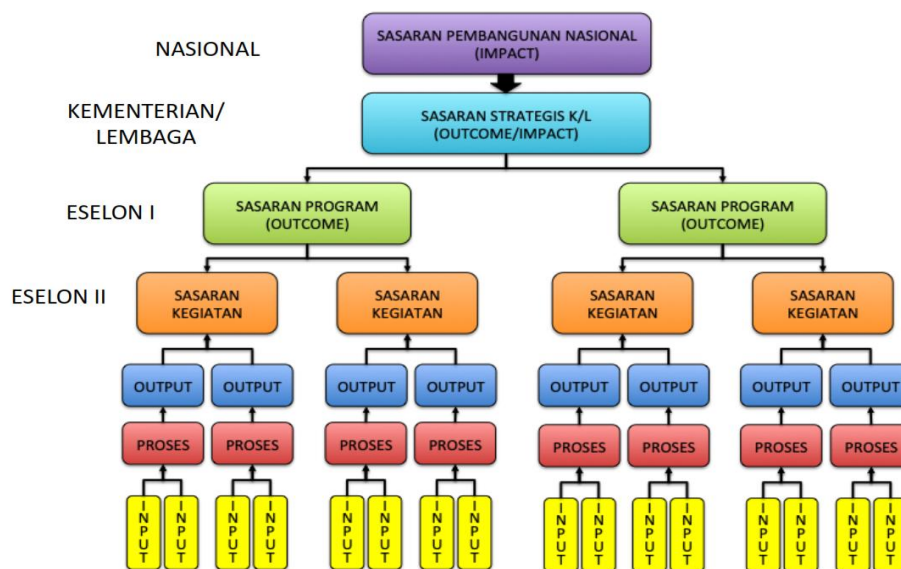 NASIONAL
SASARAN PEMBANGUNAN NASIONAL
(IMPACT)
KEMENTERIAN/
LEMBAGA
SASARAN STRATEGIS K/L
(OUTCOME/IMPACT)
ESELON I
SASARAN PROGRAM
(OUTCOME)
SASARAN PROGRAM
(OUTCOME)
ESELON II
SASARAN
KEGIATAN
SASARAN
KEGIATAN
SASARAN
KEGIATAN
SASARAN
KEGIATAN
OUTPUT OUTPUT OUTPUT OUTPUT OUTPUT OUTPUT OUTPUT OUTPUT
PROSES PROSES PROSES PROSES PROSES PROSES PROSES PROSES
INPUT INPUT INPUT INPUT INPUT INPUT INPUT INPUT INPUT INPUT INPUT INPUT INPUT INPUT INPUT INPUT